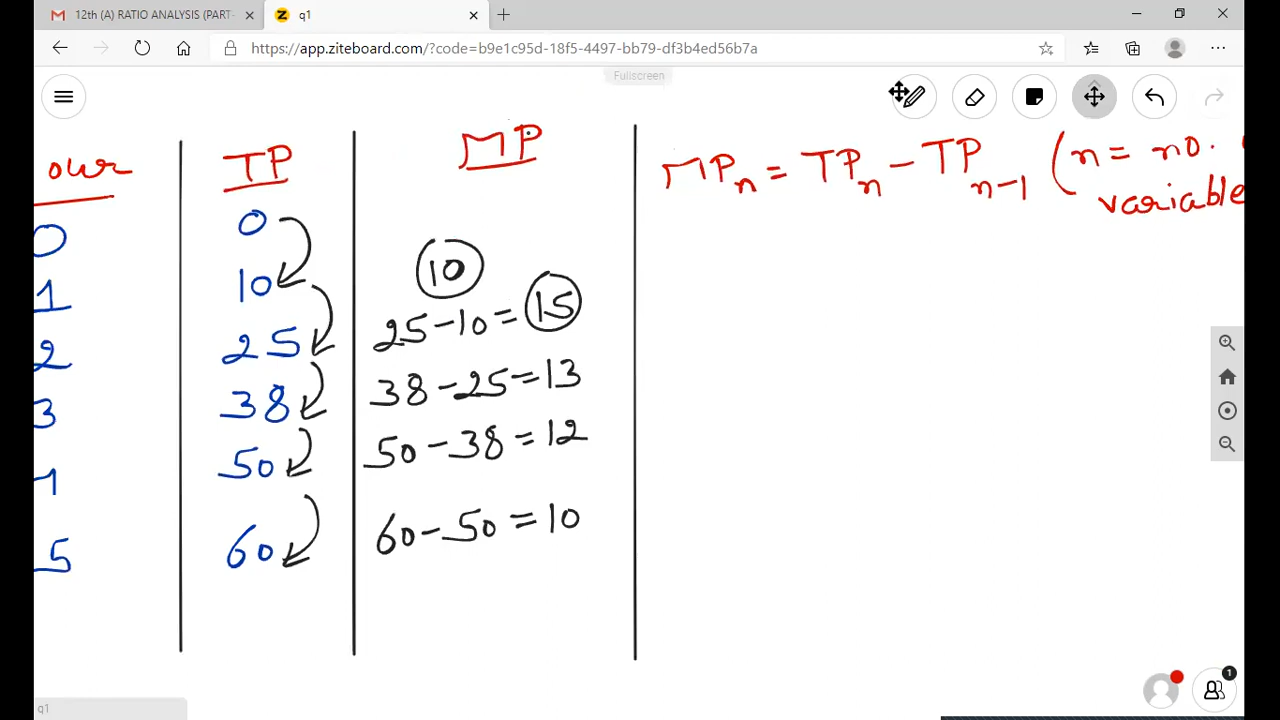 12th (A) RATIO ANALYSIS (PART-
q1
https://app.ziteboard.com/?code=b9e1c95d-18f5-4497-bb79-df3b4ed56b7a
Fullscreen
our TP MP MPn = TPn - TPn-1 (n = no.
variable
0 0
1 10 10
2 25 25-10=15
3 38 38-25=13
4 50 50-38=12
5 60 60-50=10
1
q1